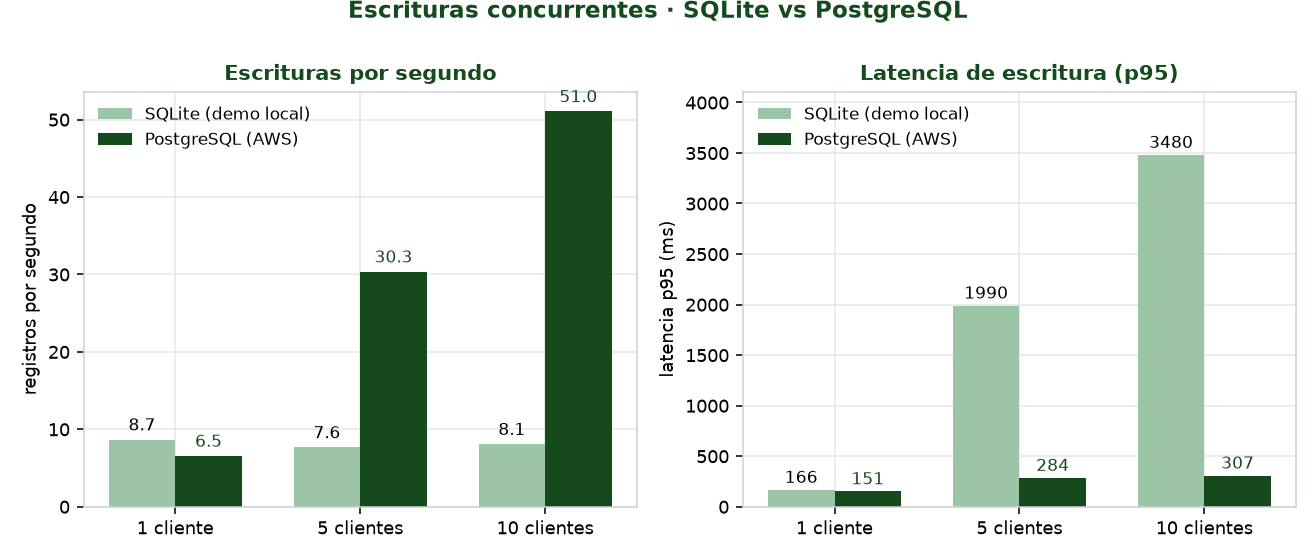 Escrituras concurrentes · SQLite vs PostgreSQL
Escrituras por segundo
SQLite (demo local)
PostgreSQL (AWS)
registros por segundo
50
40
30
20
10
0
8.7
6.5
7.6
30.3
8.1
51.0
1 cliente
5 clientes
10 clientes
Latencia de escritura (p95)
SQLite (demo local)
PostgreSQL (AWS)
latencia p95 (ms)
4000
3500
3000
2500
2000
1500
1000
500
0
166
151
1990
284
3480
307
1 cliente
5 clientes
10 clientes